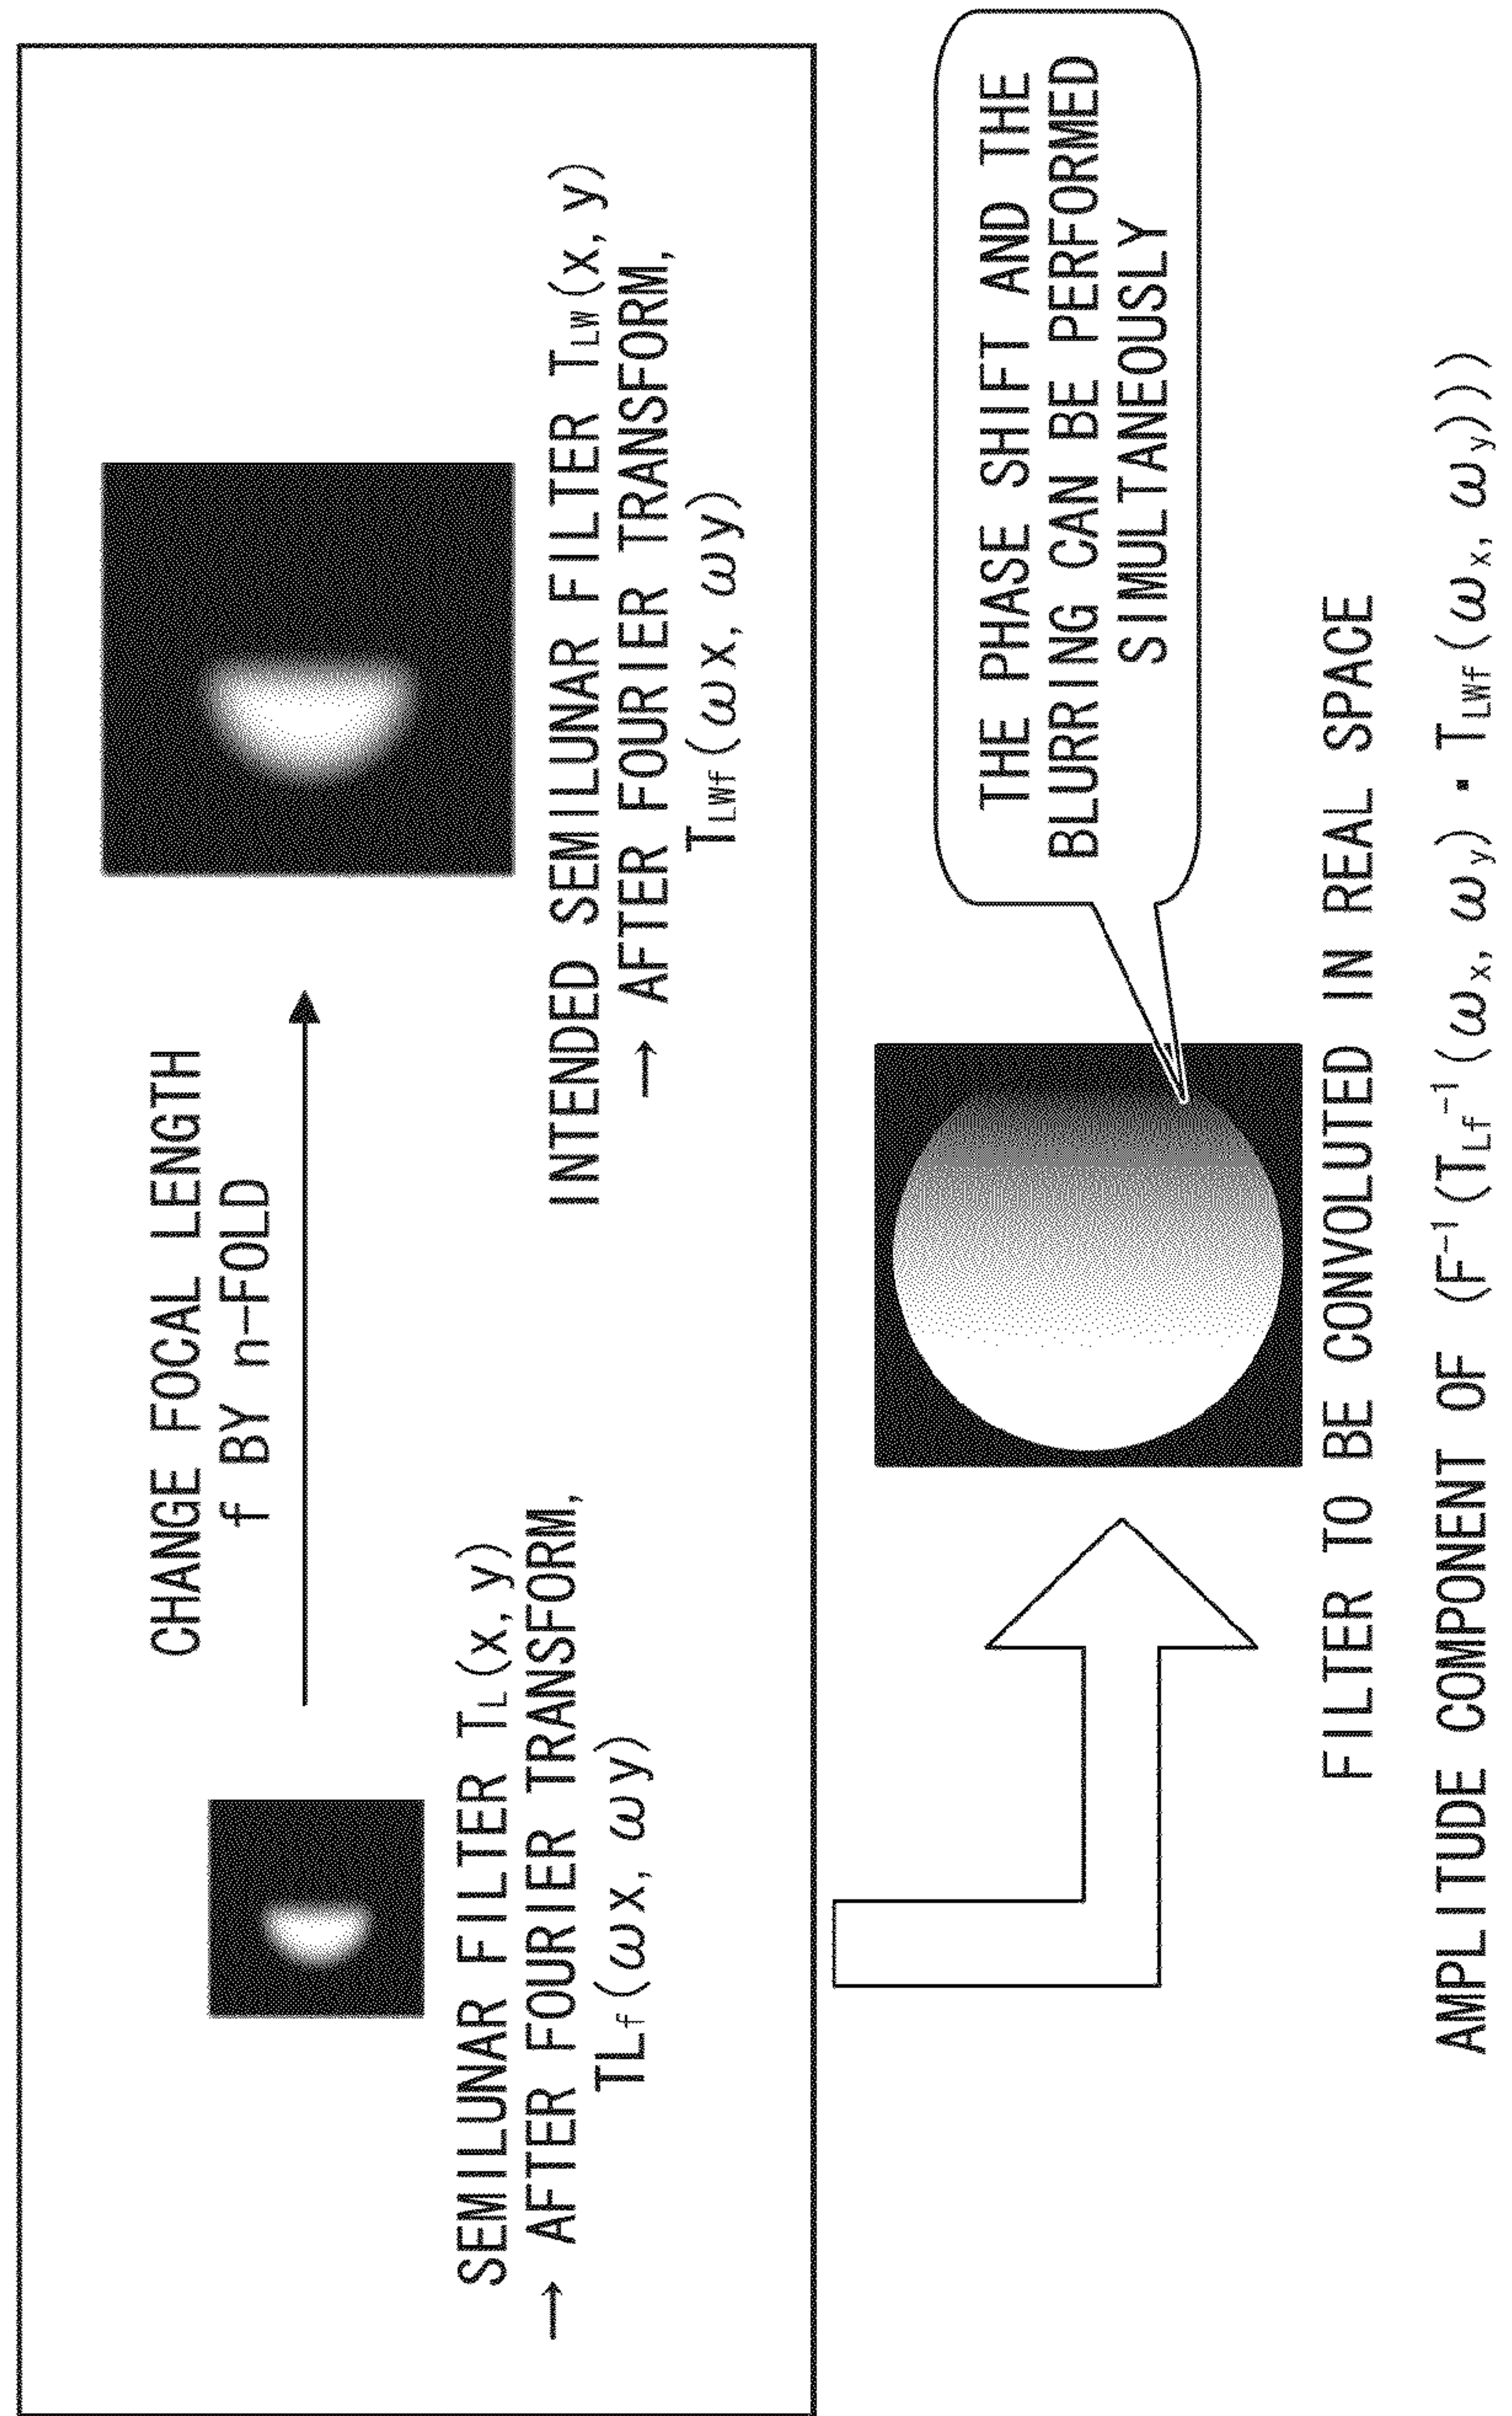 CHANGE FOCAL LENGTH
f BY n-FOLD
SEMILUNAR FILTER TL(x, y)
→ AFTER FOURIER TRANSFORM,
TLf(ωx, ωy)
INTENDED SEMILUNAR FILTER TLW(x, y)
→ AFTER FOURIER TRANSFORM,
TLWf(ωx, ωy)
THE PHASE SHIFT AND THE
BLURRING CAN BE PERFORMED
SIMULTANEOUSLY
FILTER TO BE CONVOLUTED IN REAL SPACE
AMPLITUDE COMPONENT OF (F⁻¹(TLf⁻¹(ωx, ωy) ▪ TLWf(ωx, ωy))))